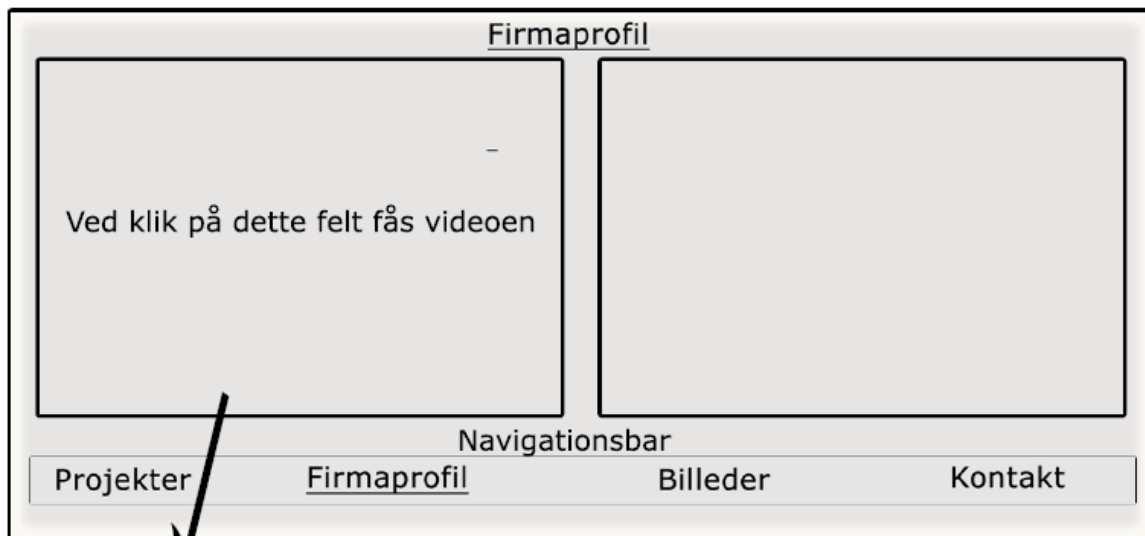 Firmaprofil
Ved klik på dette felt fås videoen
Navigationsbar
Projekter Firmaprofil Billeder Kontakt